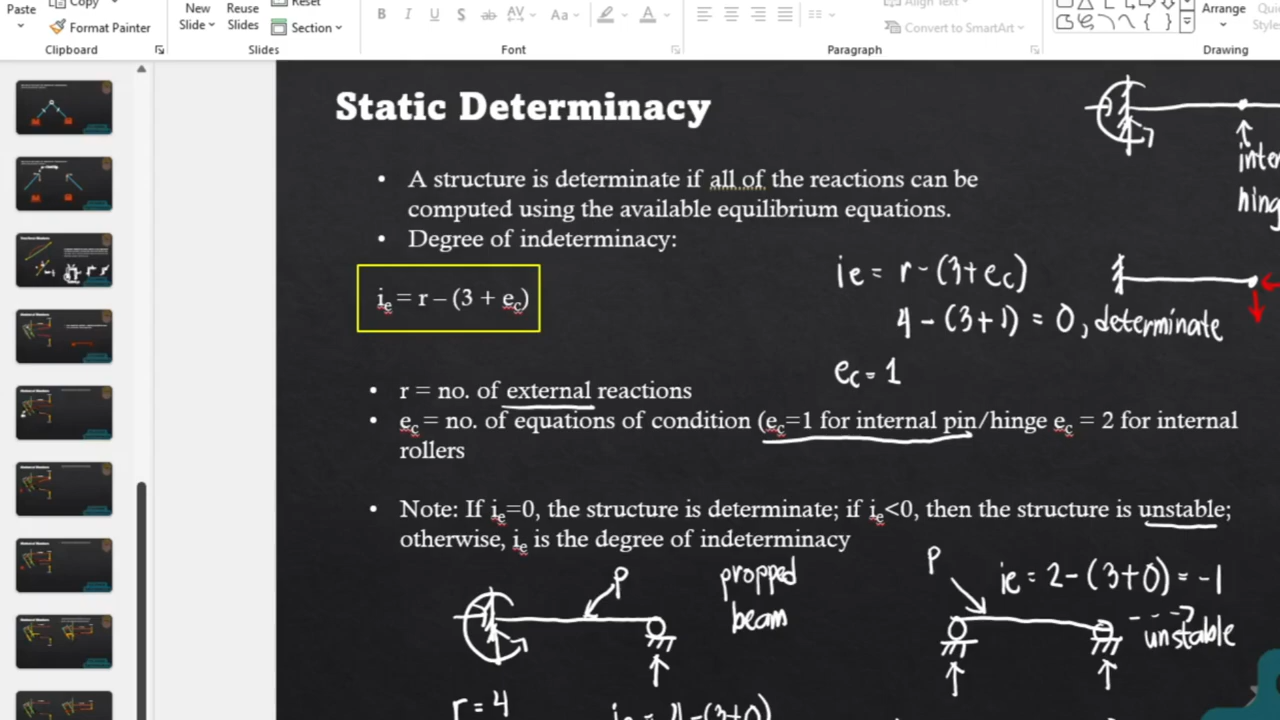 Paste
Copy
Format Painter
Clipboard
New
Slide
Reuse
Slides
Reset
Section
Slides
B I U S ab AV Aa A
Font
Align Text
Convert to SmartArt
Paragraph
Arrange
Drawing
Static Determinacy
• A structure is determinate if all of the reactions can be
computed using the available equilibrium equations.
• Degree of indeterminacy:
ie = r – (3 + ec)
ie = r - (3+ec)
4 - (3+1) = 0, determinate
ec = 1
• r = no. of external reactions
• ec = no. of equations of condition (ec=1 for internal pin/hinge ec = 2 for internal
rollers
• Note: If ie=0, the structure is determinate; if ie<0, then the structure is unstable;
otherwise, ie is the degree of indeterminacy
P
propped
beam
r = 4
P
ie = 2 - (3+0) = -1
unstable